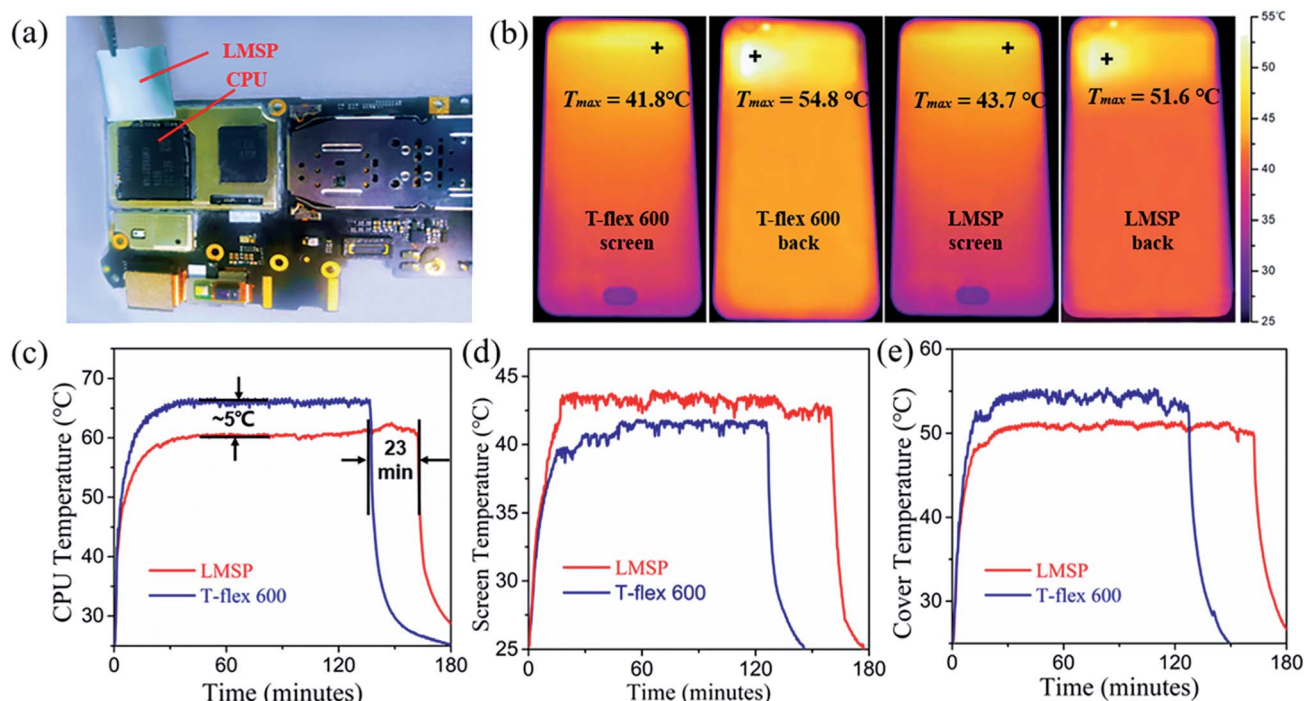 (a)
LMSP
CPU
(b)
Tmax = 41.8℃
Tmax = 54.8 ℃
Tmax = 43.7 ℃
Tmax = 51.6 ℃
T-flex 600
screen
T-flex 600
back
LMSP
screen
LMSP
back
55℃
50
45
40
35
30
25
(c)
CPU Temperature (℃)
70
60
50
40
30
~5℃
23
min
LMSP
T-flex 600
0
60
120
180
Time (minutes)
(d)
Screen Temperature (℃)
45
40
35
30
25
LMSP
T-flex 600
0
60
120
180
Time (minutes)
(e)
Cover Temperature (℃)
60
50
40
30
LMSP
T-flex 600
0
60
120
180
Time (minutes)